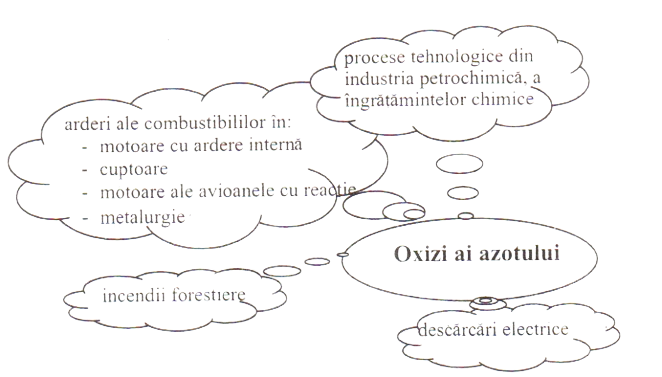 procese tehnologice din
industria petrochimică, a
îngrătămintelor chimice
arderi ale combustibililor în:
- motoare cu ardere internă
- cuptoare
- motoare ale avioanele cu reacție
- metalurgie
Oxizi ai azotului
incendii forestiere
descărcări electrice